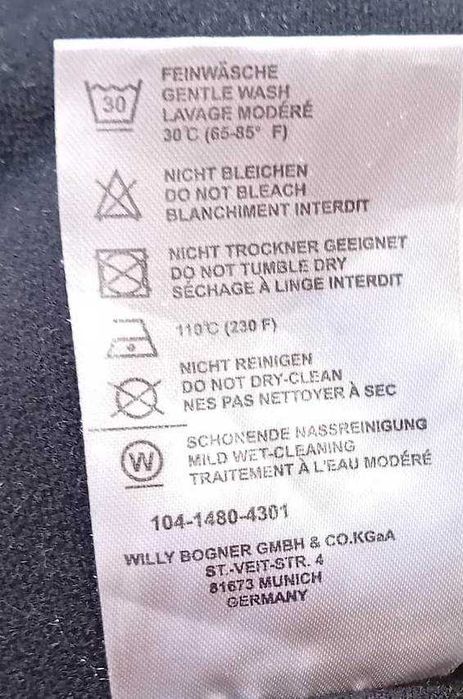 30
FEINWÄSCHE
GENTLE WASH
LAVAGE MODÉRÉ
30°C (65-85° F)
NICHT BLEICHEN
DO NOT BLEACH
BLANCHIMENT INTERDIT
NICHT TROCKNER GEEIGNET
DO NOT TUMBLE DRY
SÉCHAGE À LINGE INTERDIT
110°C (230 F)
NICHT REINIGEN
DO NOT DRY-CLEAN
NES PAS NETTOYER À SEC
W
SCHONENDE NASSREINIGUNG
MILD WET-CLEANING
TRAITEMENT À L'EAU MODÉRÉ
104-1480-4301
WILLY BOGNER GMBH & CO.KGaA
ST.-VEIT-STR. 4
81673 MUNICH
GERMANY